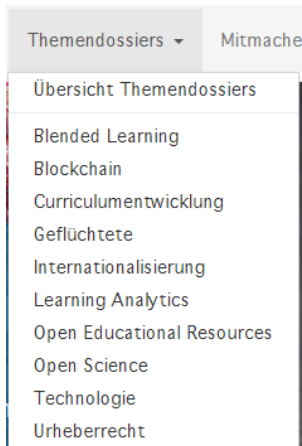 Themendossiers Mitmache
Übersicht Themendossiers
Blended Learning
Blockchain
Curriculumentwicklung
Geflüchtete
Internationalisierung
Learning Analytics
Open Educational Resources
Open Science
Technologie
Urheberrecht